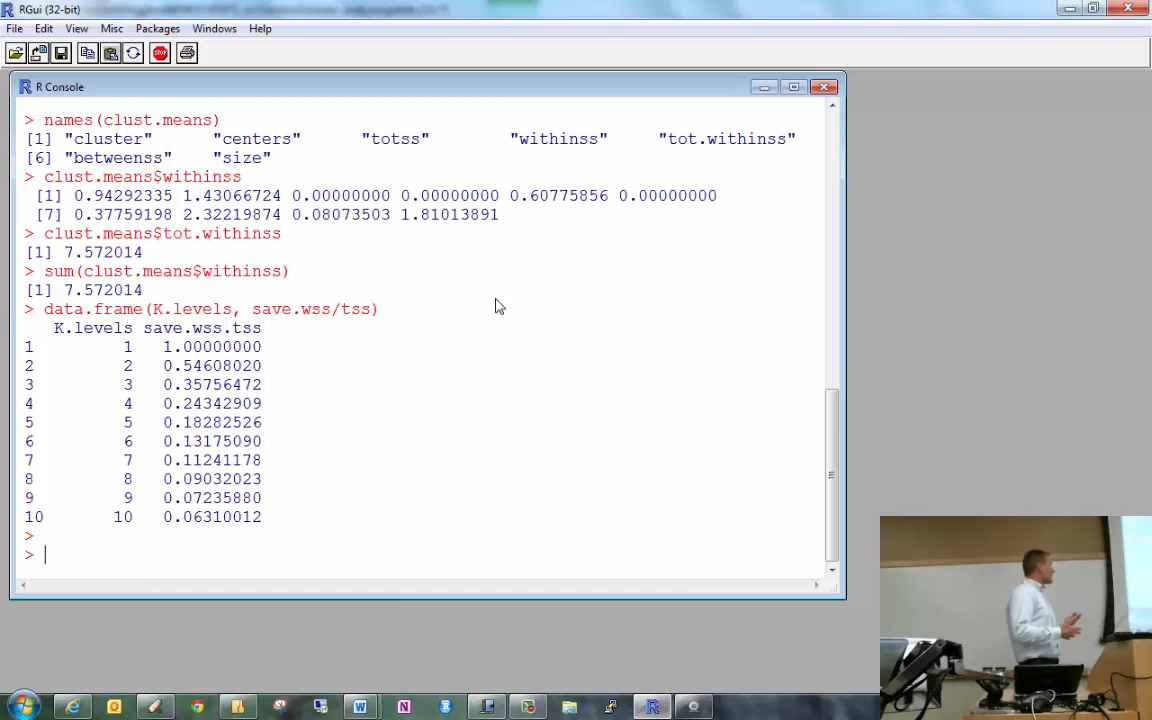 RGui (32-bit)
File Edit View Misc Packages Windows Help
STOP
R Console
> names(clust.means)
[1] "cluster" "centers" "totss" "withinss" "tot.withinss"
[6] "betweenss" "size"
> clust.means$withinss
[1] 0.94292335 1.43066724 0.00000000 0.00000000 0.60775856 0.00000000
[7] 0.37759198 2.32219874 0.08073503 1.81013891
> clust.means$tot.withinss
[1] 7.572014
> sum(clust.means$withinss)
[1] 7.572014
> data.frame(K.levels, save.wss/tss)
K.levels save.wss.tss
1 1 1.00000000
2 2 0.54608020
3 3 0.35756472
4 4 0.24342909
5 5 0.18282526
6 6 0.13175090
7 7 0.11241178
8 8 0.09032023
9 9 0.07235880
10 10 0.06310012
>
>